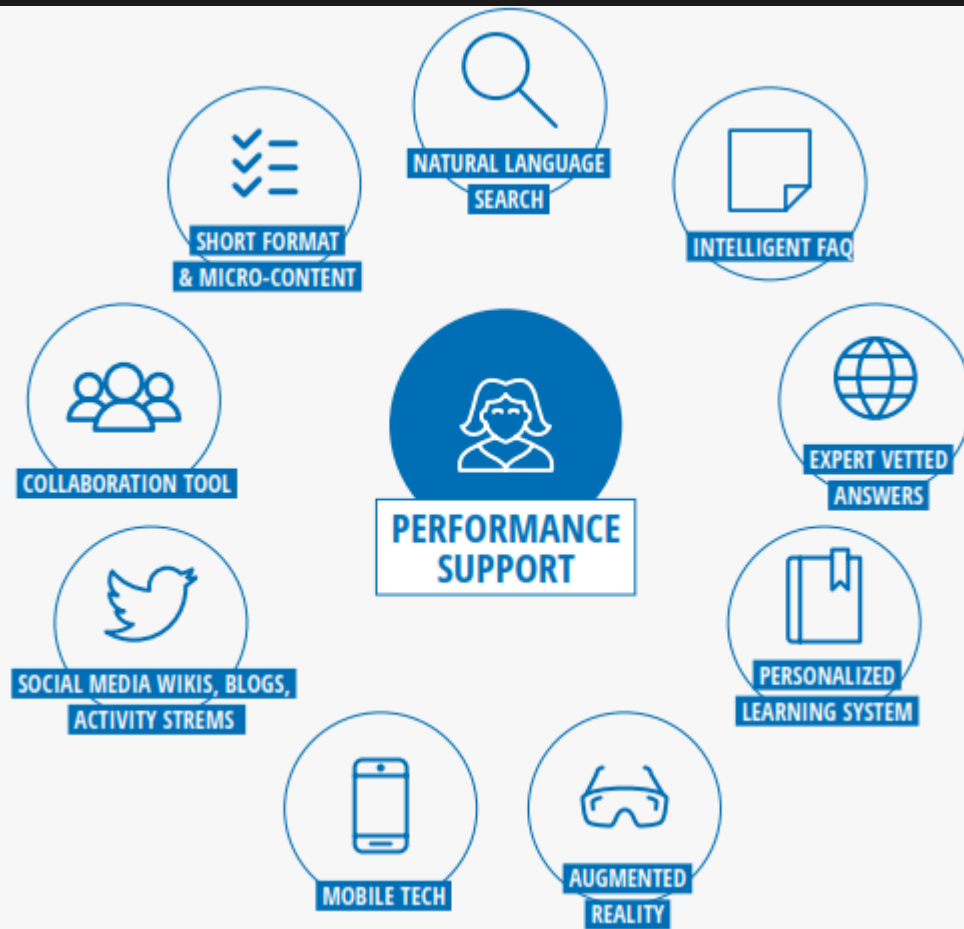 NATURAL LANGUAGE
SEARCH
SHORT FORMAT
& MICRO-CONTENT
INTELLIGENT FAQ
COLLABORATION TOOL
EXPERT VETTED
ANSWERS
PERFORMANCE
SUPPORT
SOCIAL MEDIA WIKIS, BLOGS,
ACTIVITY STREMS
PERSONALIZED
LEARNING SYSTEM
MOBILE TECH
AUGMENTED
REALITY